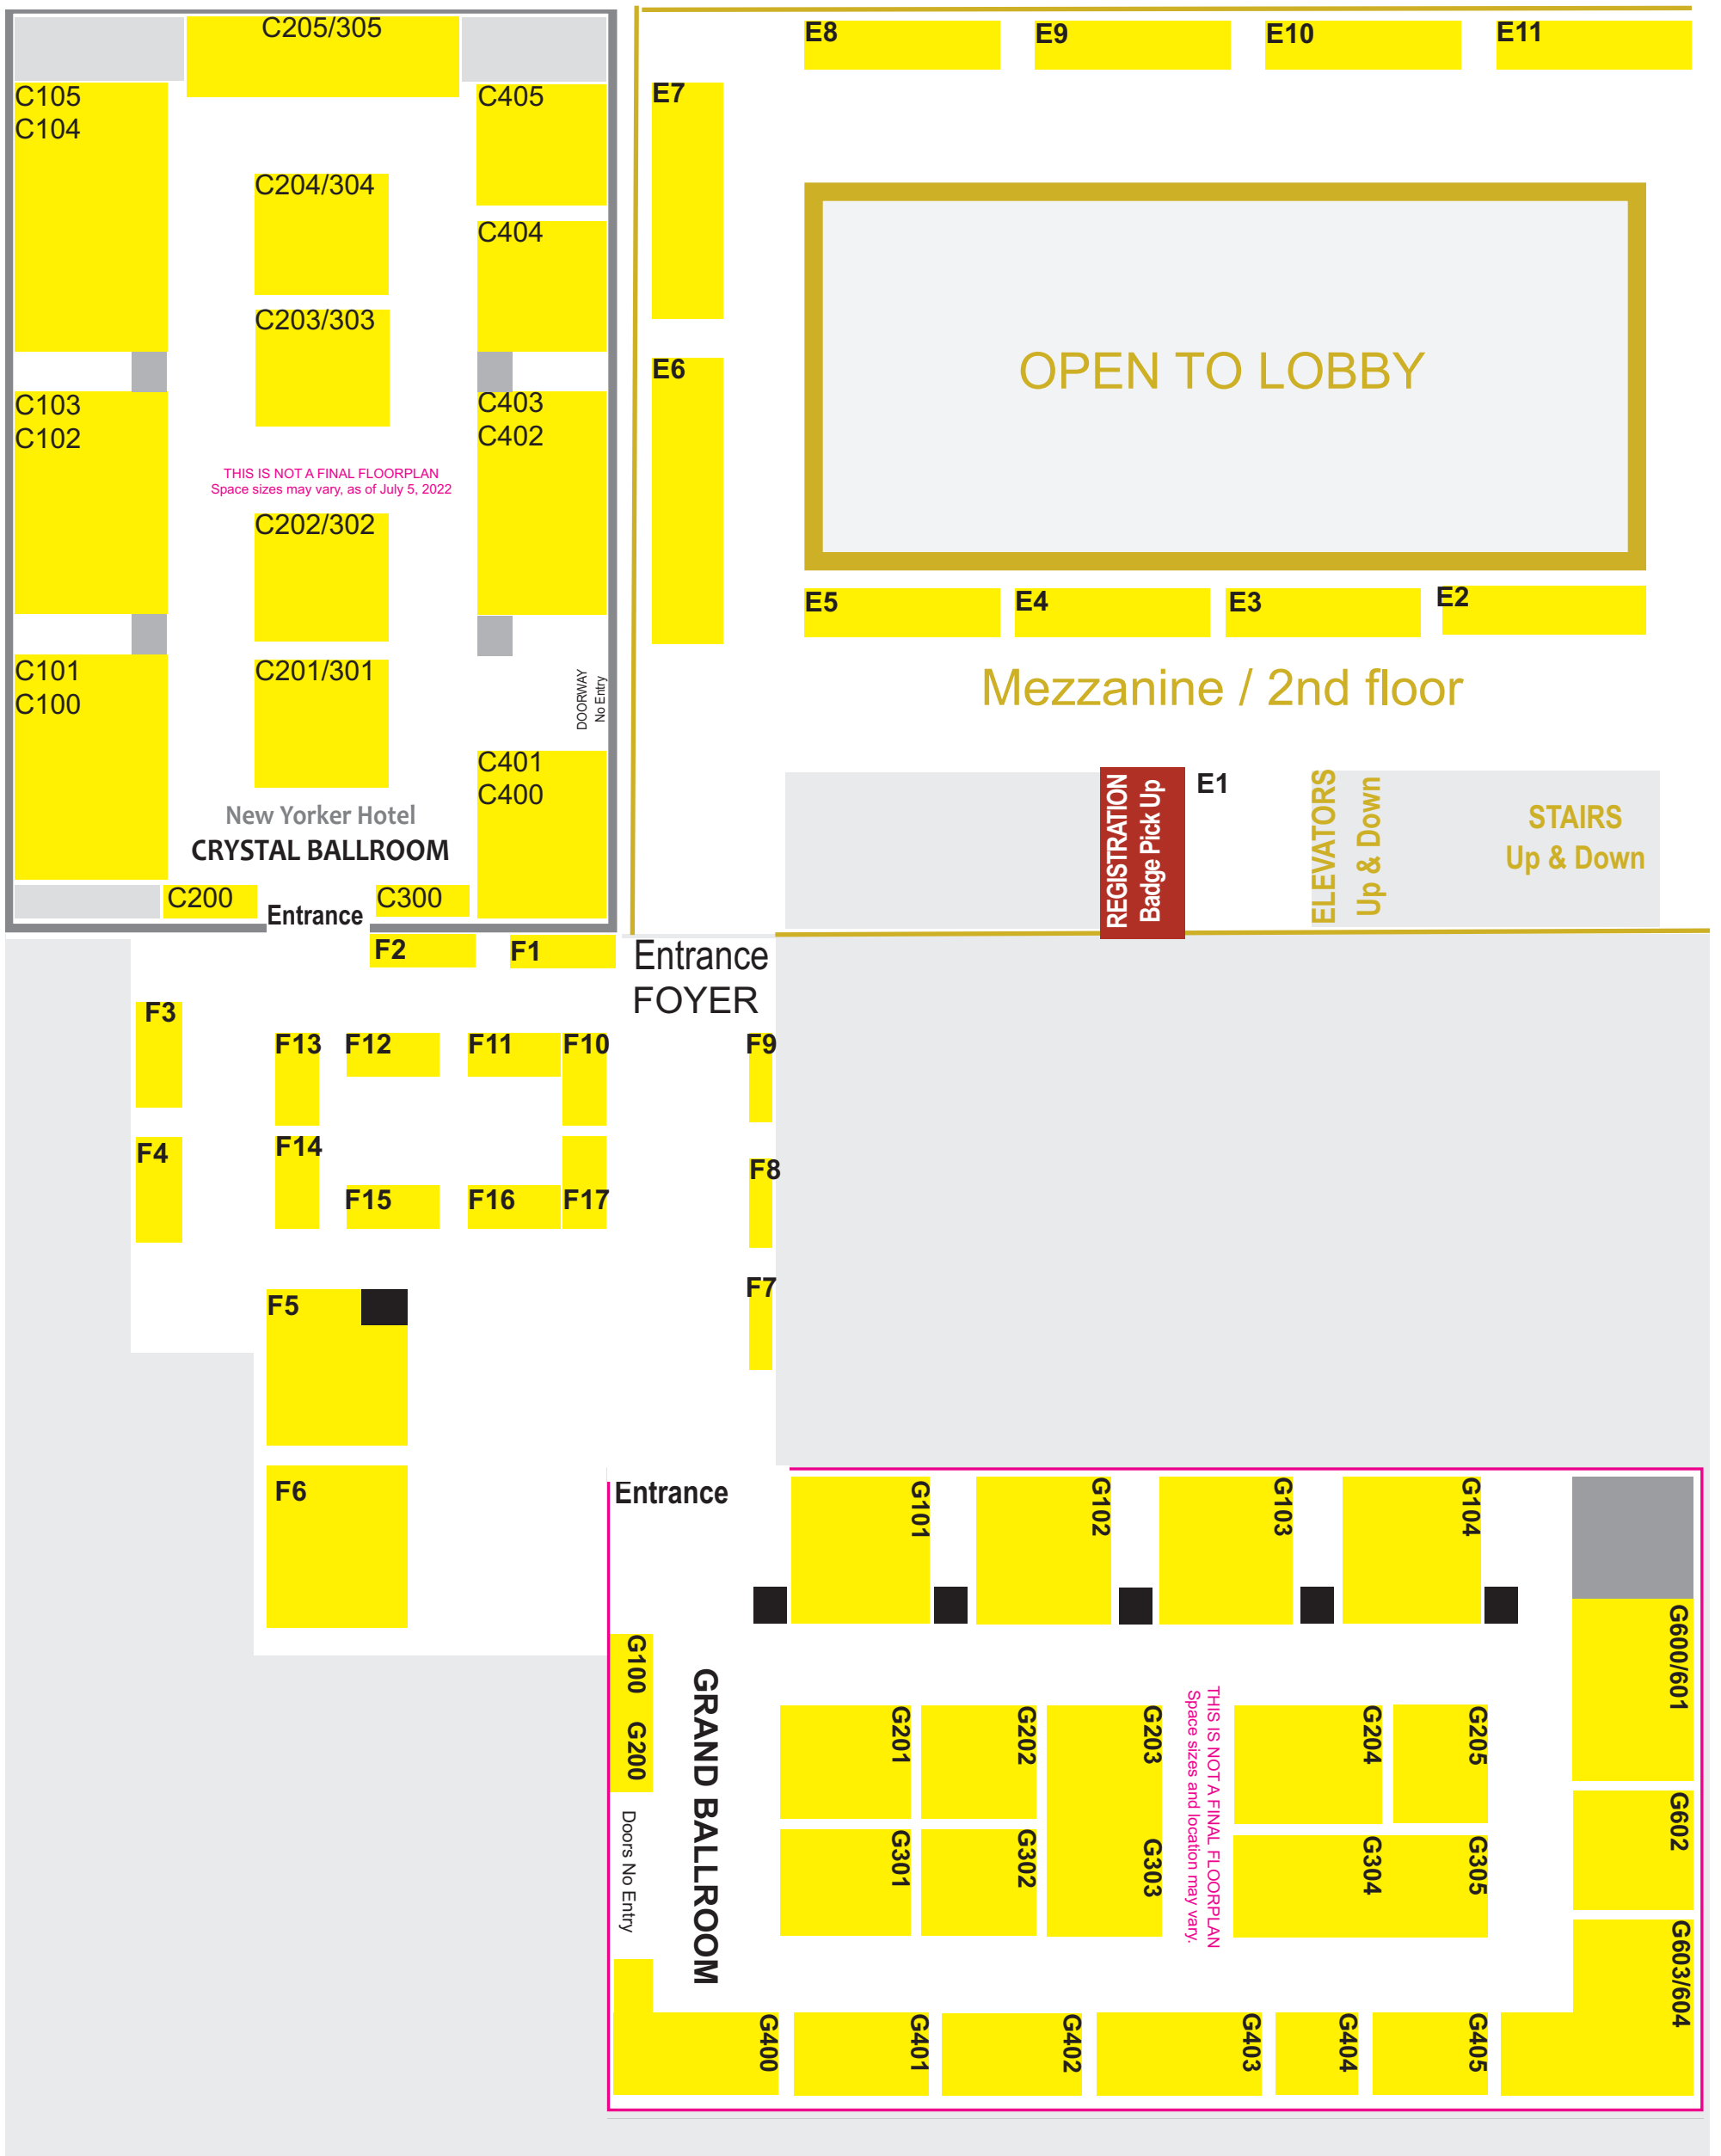 C205/305
C105
C104
C405
C204/304
C404
C203/303
C103
C102
C403
C402
THIS IS NOT A FINAL FLOORPLAN
Space sizes may vary, as of July 5, 2022
C202/302
C101
C100
C201/301
DOORWAY
No Entry
C401
C400
New Yorker Hotel
CRYSTAL BALLROOM
C200
Entrance
C300
E8
E9
E10
E11
E7
E6
OPEN TO LOBBY
E5
E4
E3
E2
Mezzanine / 2nd floor
REGISTRATION
Badge Pick Up
E1
ELEVATORS
Up & Down
STAIRS
Up & Down
F2
F1
Entrance
FOYER
F3
F13
F12
F11
F10
F9
F4
F14
F8
F15
F16
F17
F5
F7
F6
Entrance
G101
G102
G103
G104
G600/601
G100
G200
Doors No Entry
GRAND BALLROOM
G201
G202
G203
THIS IS NOT A FINAL FLOORPLAN
Space sizes and location may vary.
G204
G205
G602
G301
G302
G303
G304
G305
G603/604
G400
G401
G402
G403
G404
G405